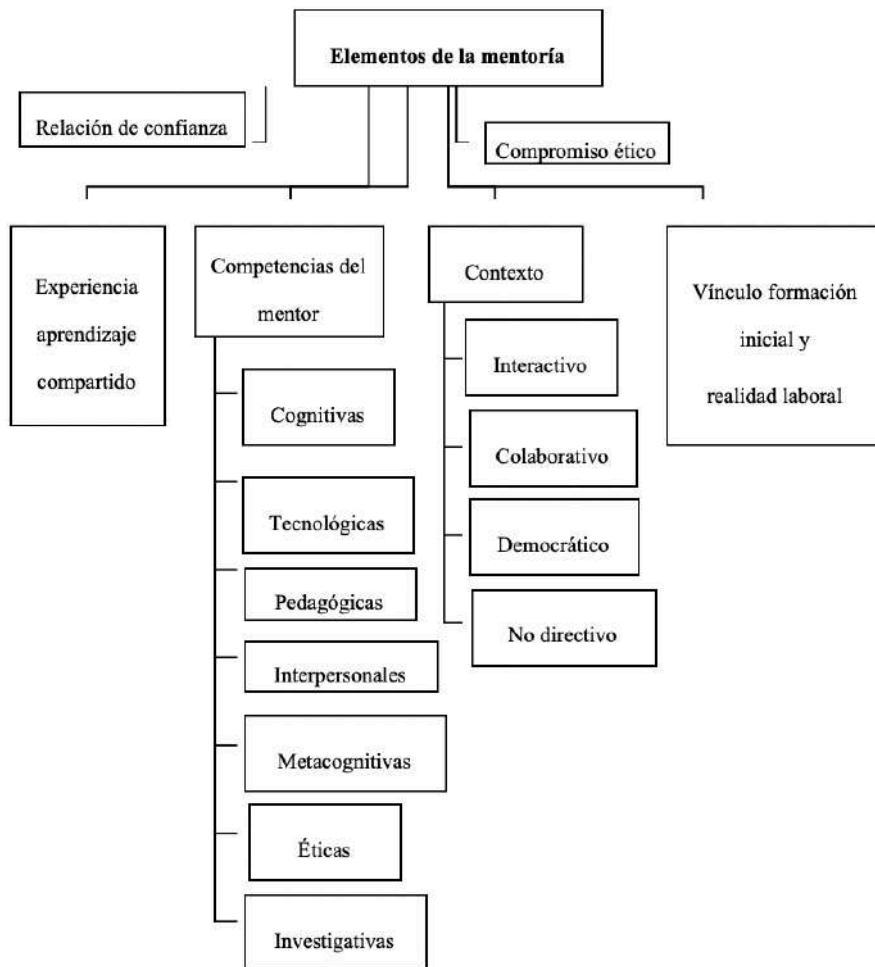 Elementos de la mentoría
Relación de confianza
Compromiso ético
Experiencia
aprendizaje
compartido
Competencias del
mentor
Contexto
Vínculo formación
inicial y
realidad laboral
Cognitivas
Tecnológicas
Pedagógicas
Interpersonales
Metacognitivas
Éticas
Investigativas
Interactivo
Colaborativo
Democrático
No directivo